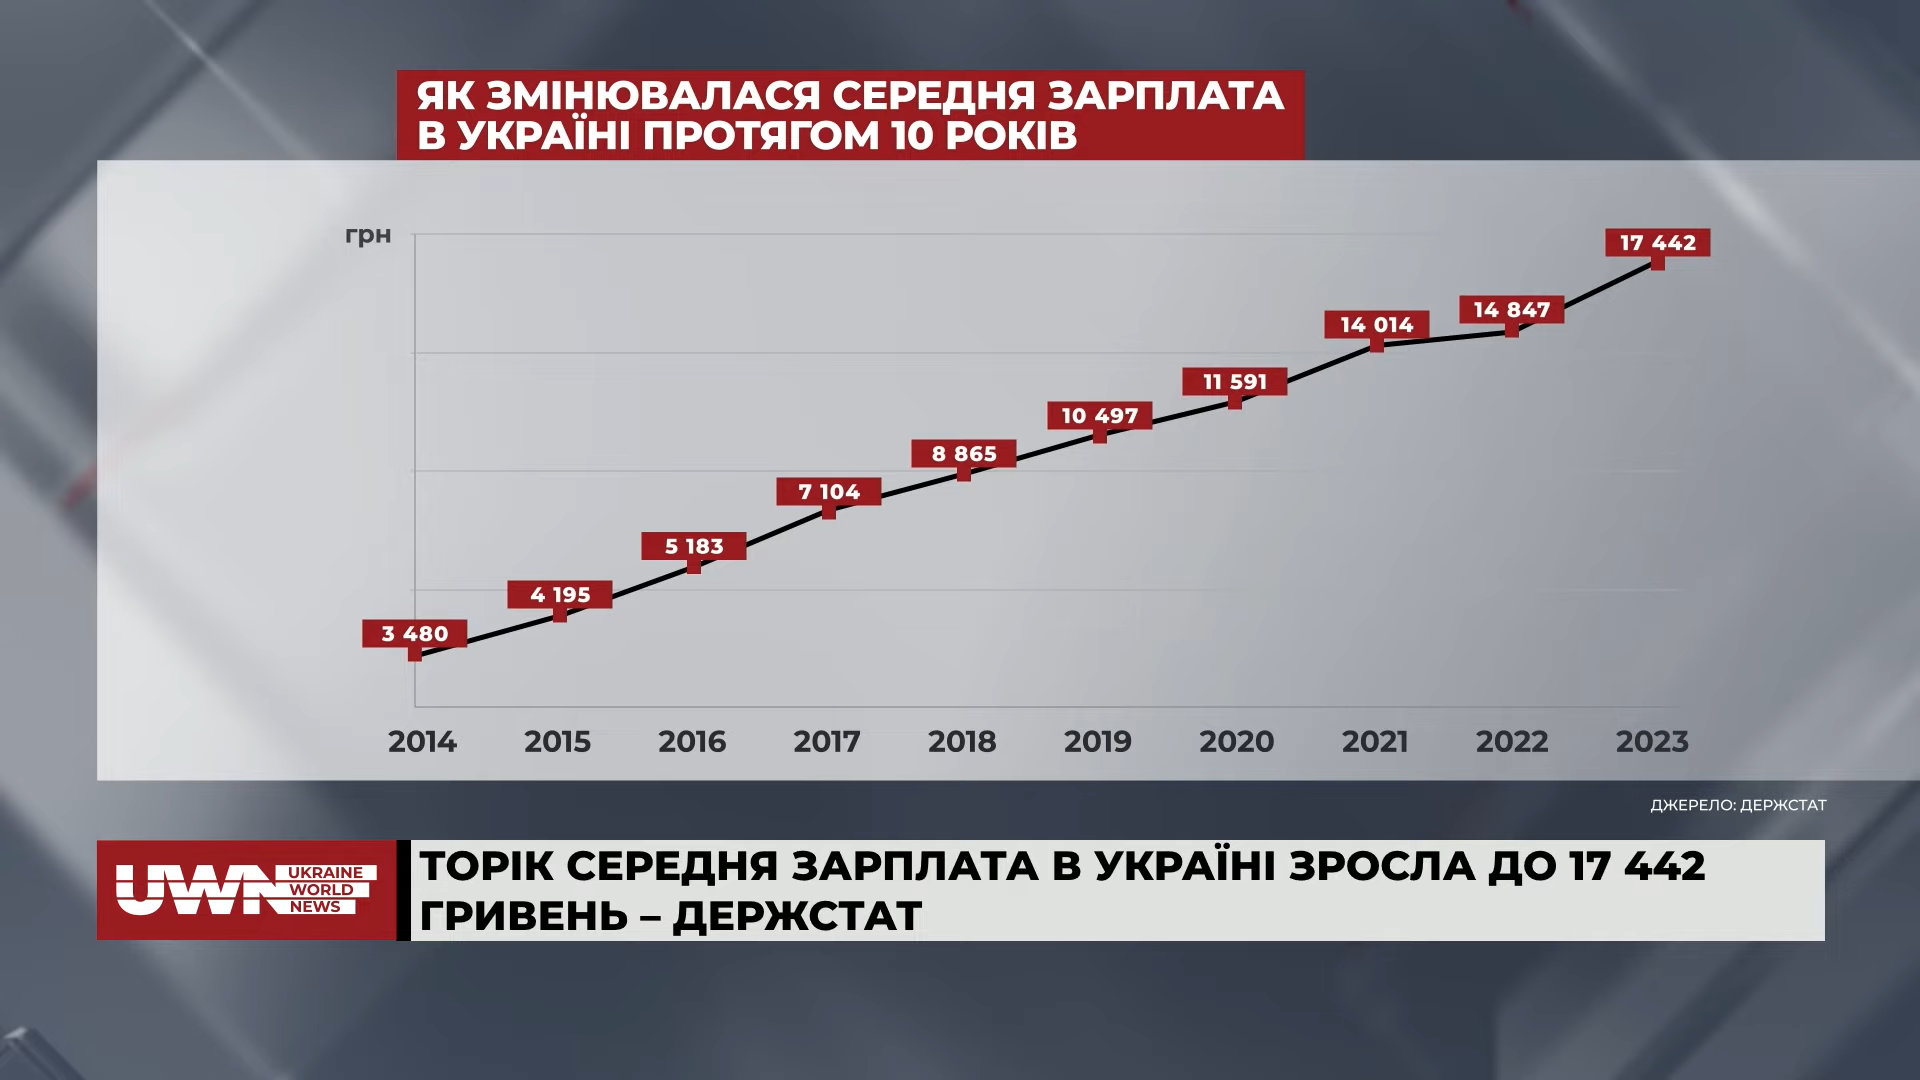 ЯК ЗМІНЮВАЛАСЯ СЕРЕДНЯ ЗАРПЛАТА
В УКРАЇНІ ПРОТЯГОМ 10 РОКІВ
грн
3 480
4 195
5 183
7 104
8 865
10 497
11 591
14 014
14 847
17 442
2014 2015 2016 2017 2018 2019 2020 2021 2022 2023
ДЖЕРЕЛО: ДЕРЖСТАТ
UWN UKRAINE
WORLD
NEWS
ТОРІК СЕРЕДНЯ ЗАРПЛАТА В УКРАЇНІ ЗРОСЛА ДО 17 442
ГРИВЕНЬ – ДЕРЖСТАТ